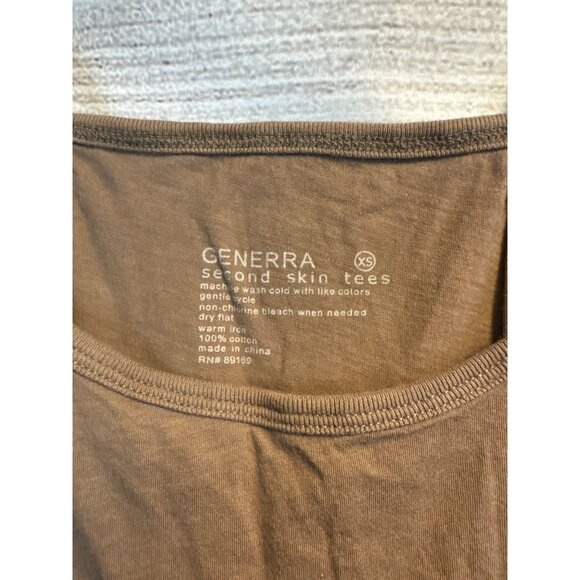 GENERRA XS
second skin tees
machine wash cold with like colors
gentle cycle
non-chlorine bleach when needed
dry flat
warm iron
100% cotton
made in china
RN# 89169